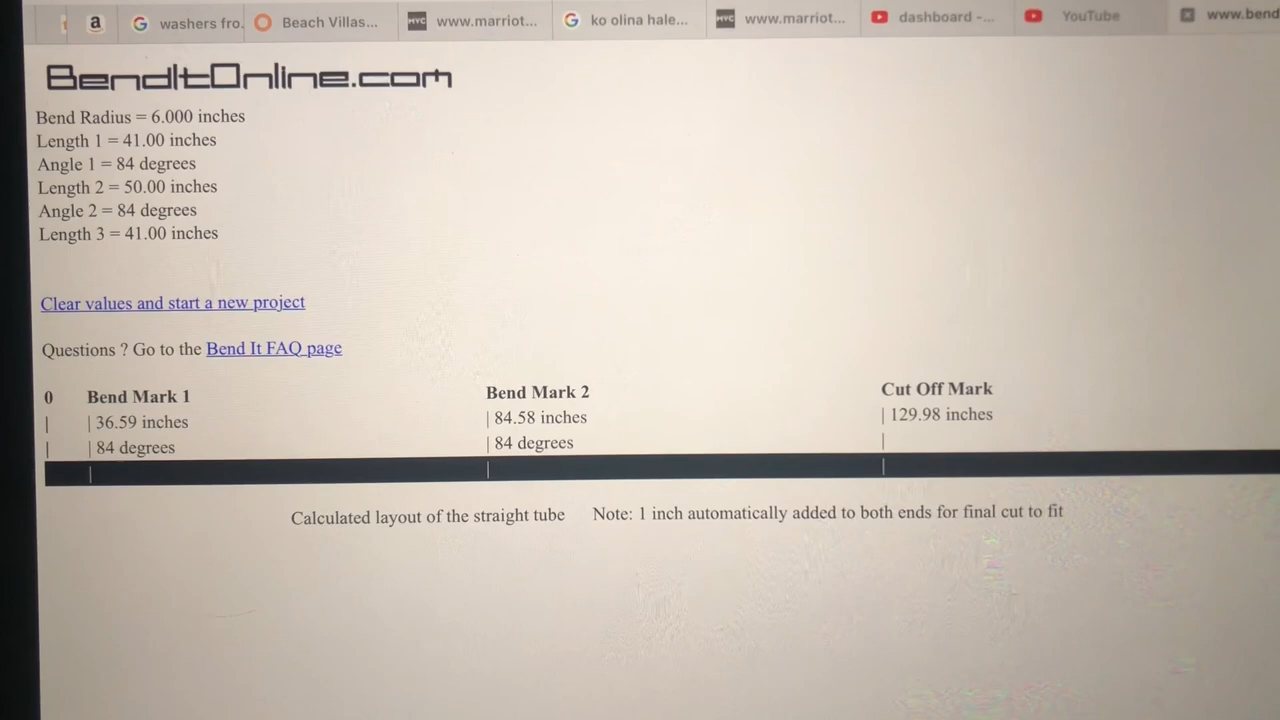 a washers fro. Beach Villas... MVC www.marriot... G ko olina hale... MVC www.marriot... dashboard -... YouTube www.bend
BendItOnline.com
Bend Radius = 6.000 inches
Length 1 = 41.00 inches
Angle 1 = 84 degrees
Length 2 = 50.00 inches
Angle 2 = 84 degrees
Length 3 = 41.00 inches
Clear values and start a new project
Questions ? Go to the Bend It FAQ page
0 Bend Mark 1 Bend Mark 2 Cut Off Mark
| | 36.59 inches | 84.58 inches | 129.98 inches
| | 84 degrees | 84 degrees |
| | |
Calculated layout of the straight tube Note: 1 inch automatically added to both ends for final cut to fit